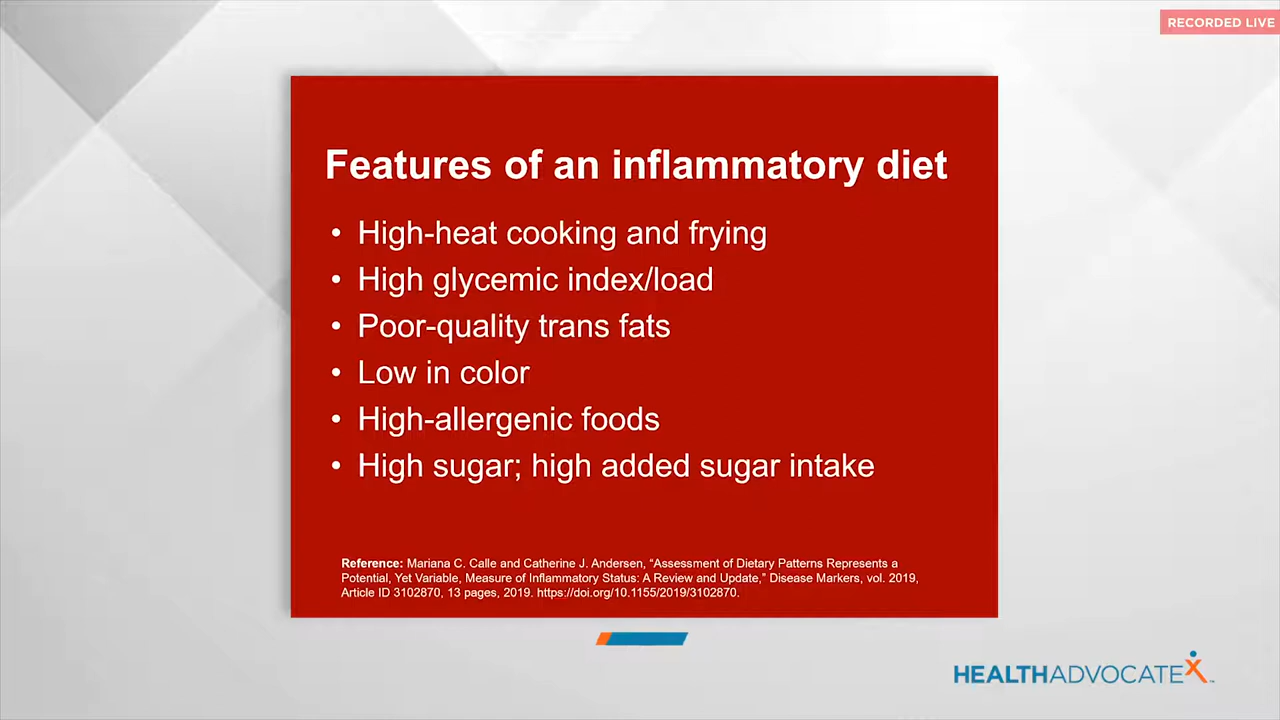 RECORDED LIVE
Features of an inflammatory diet
• High-heat cooking and frying
• High glycemic index/load
• Poor-quality trans fats
• Low in color
• High-allergenic foods
• High sugar; high added sugar intake
Reference: Mariana C. Calle and Catherine J. Andersen, “Assessment of Dietary Patterns Represents a
Potential, Yet Variable, Measure of Inflammatory Status: A Review and Update,” Disease Markers, vol. 2019,
Article ID 3102870, 13 pages, 2019. https://doi.org/10.1155/2019/3102870.
HEALTHADVOCATEX™